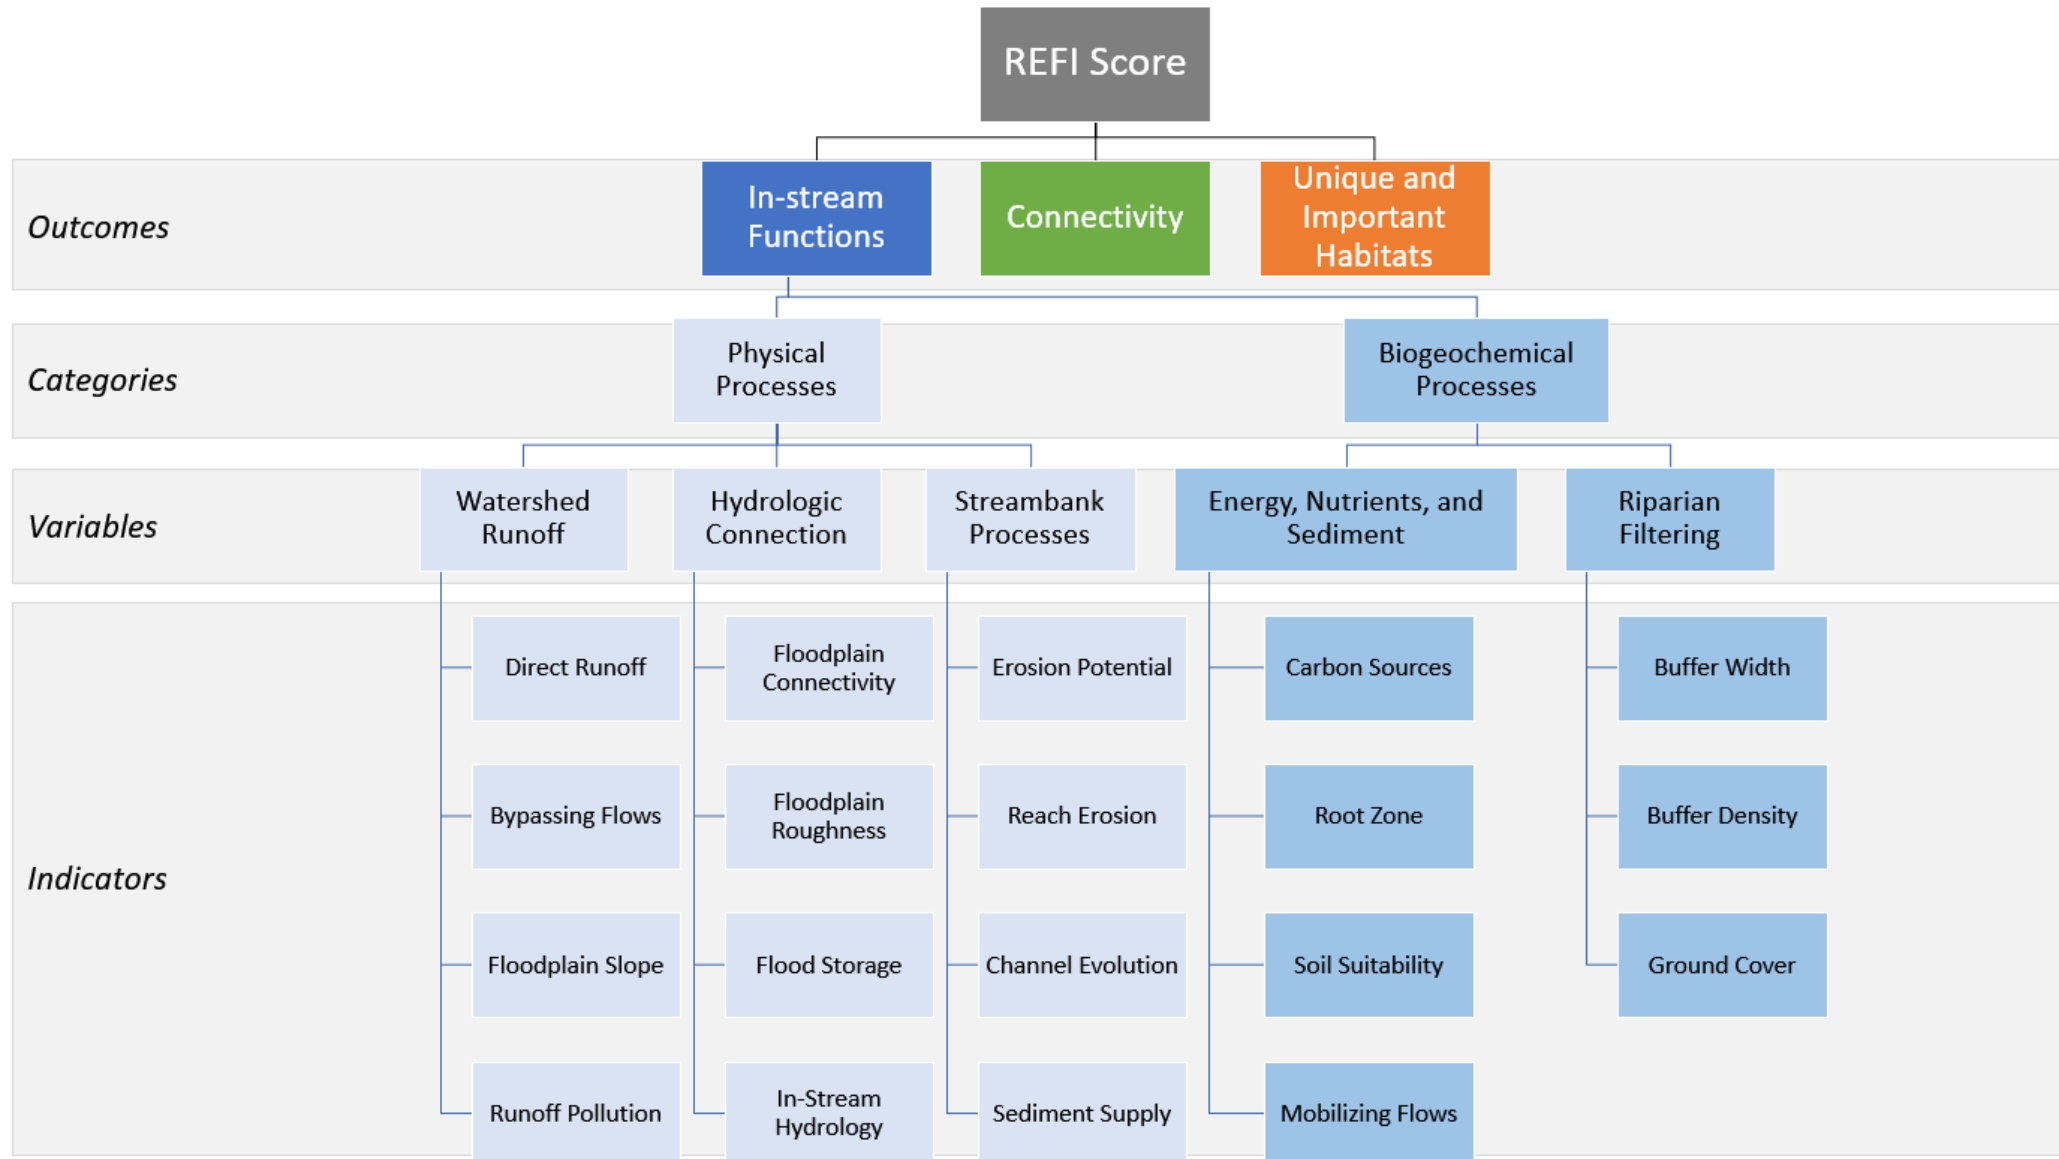 REFI Score
Outcomes
In-stream
Functions
Connectivity
Unique and
Important
Habitats
Categories
Physical
Processes
Biogeochemical
Processes
Variables
Watershed
Runoff
Hydrologic
Connection
Streambank
Processes
Energy, Nutrients, and
Sediment
Riparian
Filtering
Indicators
Direct Runoff
Floodplain
Connectivity
Erosion Potential
Carbon Sources
Buffer Width
Bypassing Flows
Floodplain
Roughness
Reach Erosion
Root Zone
Buffer Density
Floodplain Slope
Flood Storage
Channel Evolution
Soil Suitability
Ground Cover
Runoff Pollution
In-Stream
Hydrology
Sediment Supply
Mobilizing Flows